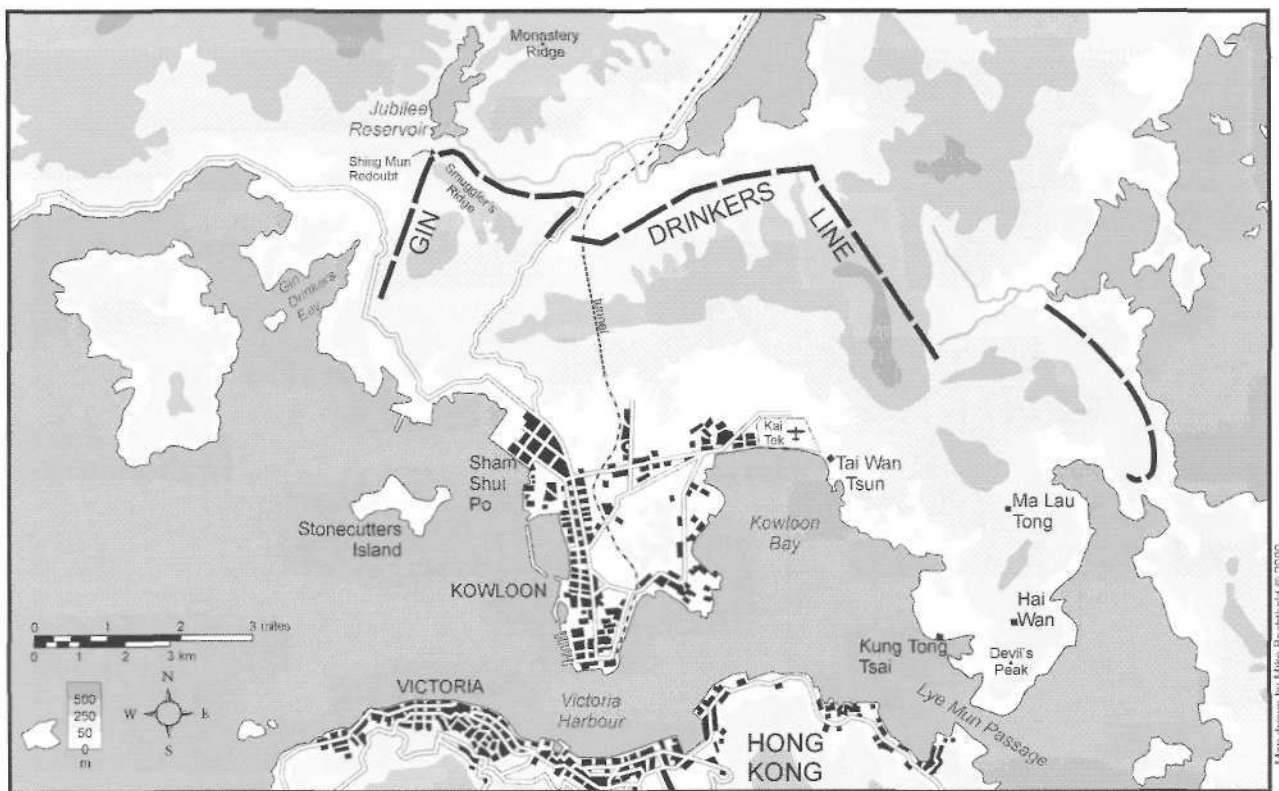 Monastery
Ridge
Jubilee
Reservoir
Shing Mun
Redoubt
Smuggler's
Ridge
GIN
DRINKERS
LINE
Gin
Drinkers
Bay
tunnel
Kai
Tek
Sham
Shui
Po
Tai Wan
Tsun
Stonecutters
Island
Kowloon
Bay
Ma Lau
Tong
KOWLOON
Hai
Wan
0 1 2 3 miles
0 1 2 3 km
Kung Tong
Tsai
Devil's
Peak
500
250
50
0
m
N
W
S
VICTORIA
Victoria
Harbour
Lye Mun Passage
HONG
KONG